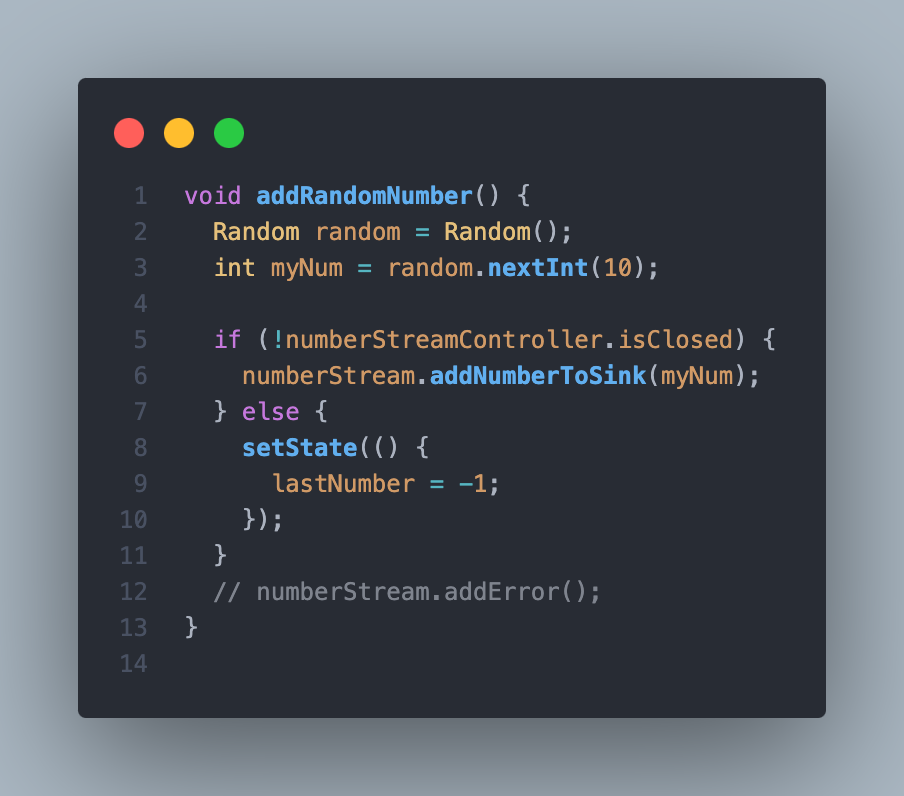 1 void addRandomNumber() {
2 Random random = Random();
3 int myNum = random.nextInt(10);
4
5 if (!numberStreamController.isClosed) {
6 numberStream.addNumberToSink(myNum);
7 } else {
8 setState(() {
9 lastNumber = -1;
10 });
11 }
12 // numberStream.addError();
13 }
14